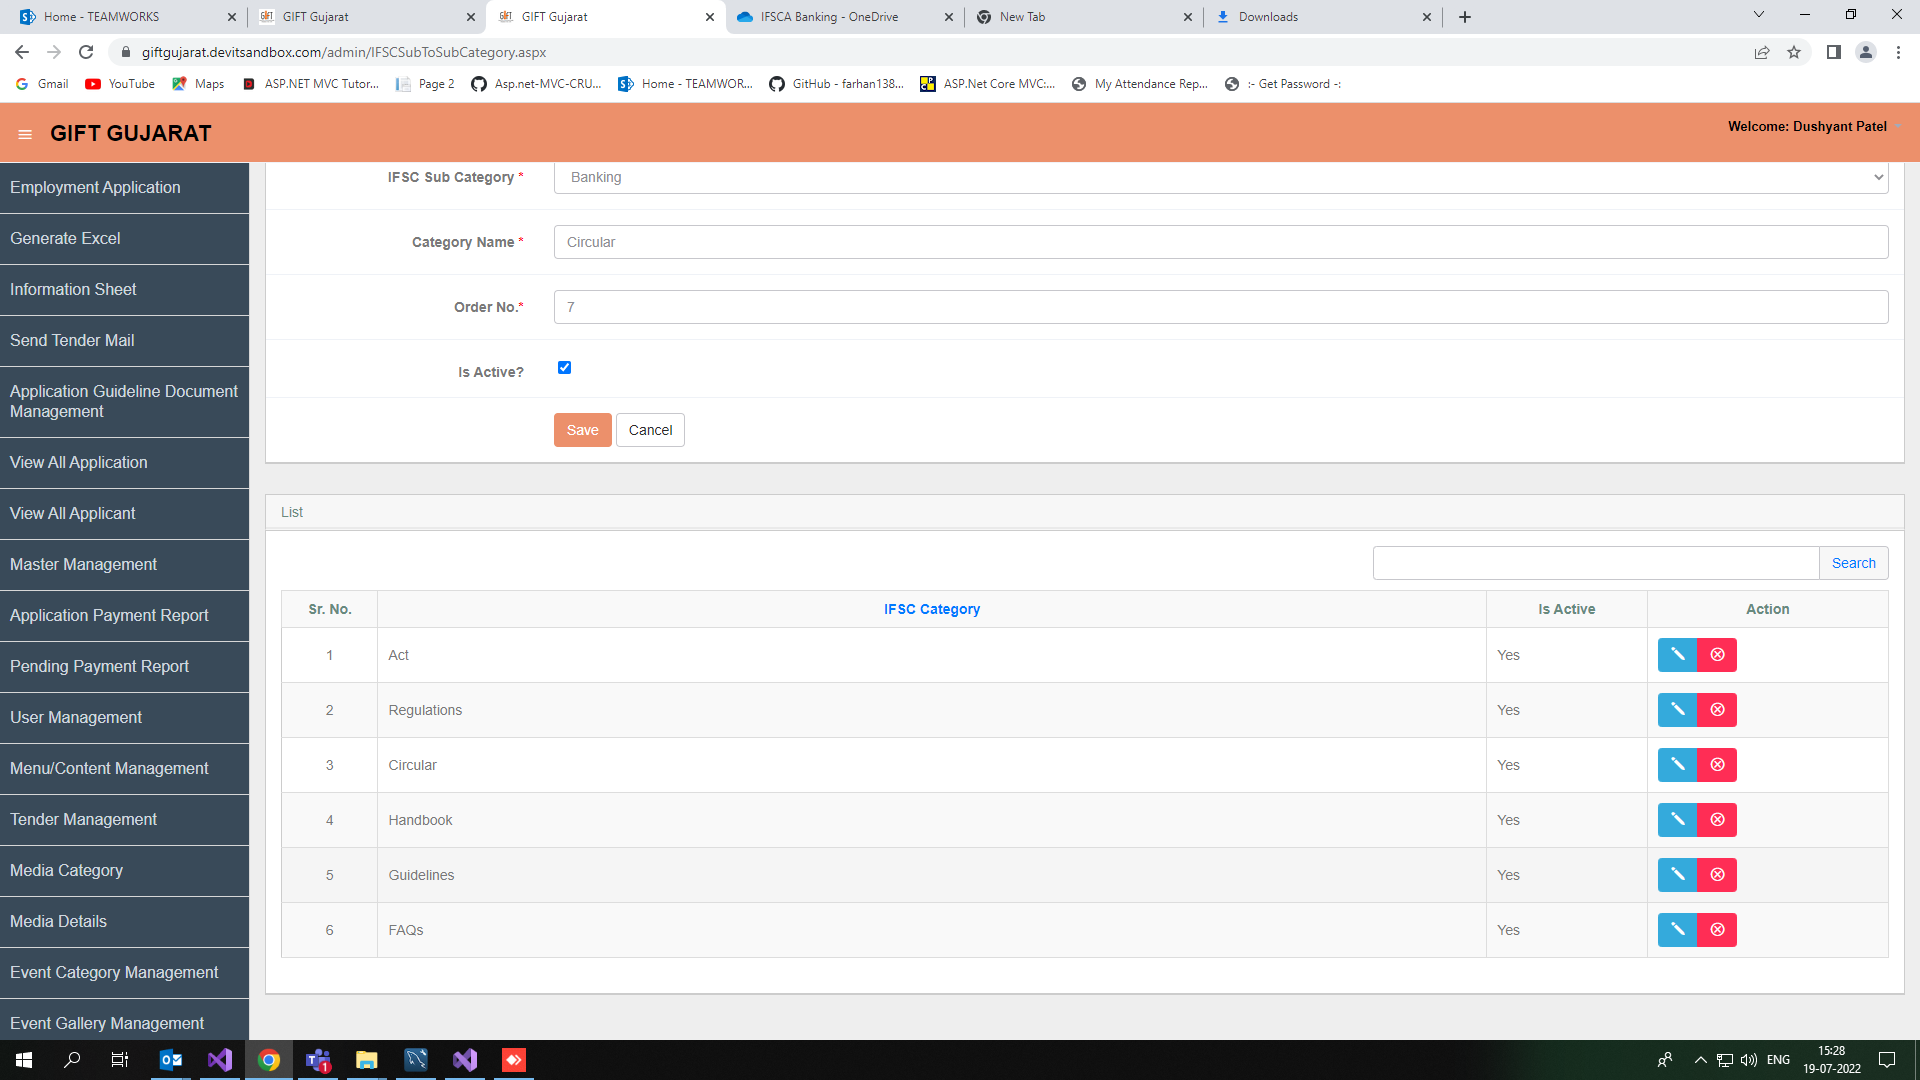 Home - TEAMWORKS
GIFT Gujarat
GIFT Gujarat
IFSCA Banking - OneDrive
New Tab
Downloads
giftgujarat.devitsandbox.com/admin/IFSCSubToSubCategory.aspx
Gmail
YouTube
Maps
ASP.NET MVC Tutor...
Page 2
Asp.net-MVC-CRU...
Home - TEAMWOR...
GitHub - farhan138...
ASP.Net Core MVC:...
My Attendance Rep...
:- Get Password -:
GIFT GUJARAT
Welcome: Dushyant Patel
Employment Application
Generate Excel
Information Sheet
Send Tender Mail
Application Guideline Document
Management
View All Application
View All Applicant
Master Management
Application Payment Report
Pending Payment Report
User Management
Menu/Content Management
Tender Management
Media Category
Media Details
Event Category Management
Event Gallery Management
IFSC Sub Category * Banking
Category Name * Circular
Order No.* 7
Is Active?
Save Cancel
List
Search
Sr. No. IFSC Category Is Active Action
1 Act Yes
2 Regulations Yes
3 Circular Yes
4 Handbook Yes
5 Guidelines Yes
6 FAQs Yes
ENG
15:28
19-07-2022